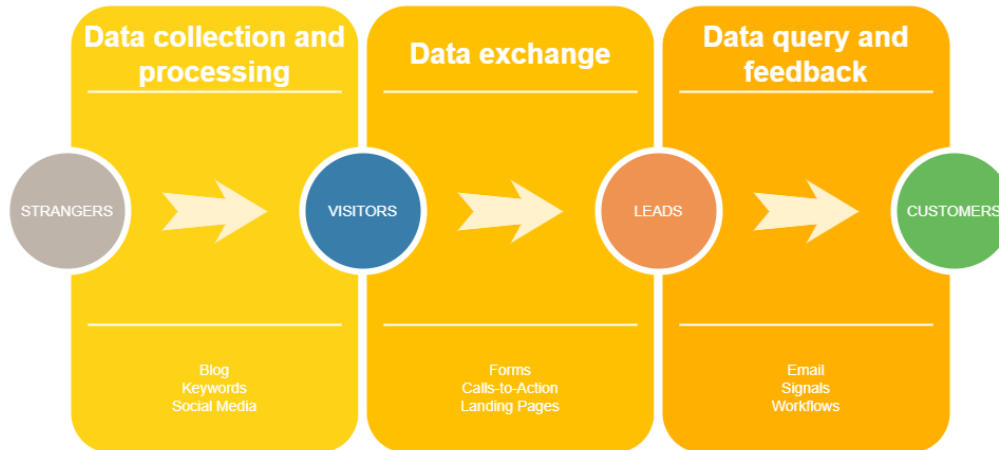 Data collection and
processing
Data exchange
Data query and
feedback
STRANGERS
VISITORS
LEADS
CUSTOMERS
Blog
Keywords
Social Media
Forms
Calls-to-Action
Landing Pages
Email
Signals
Workflows